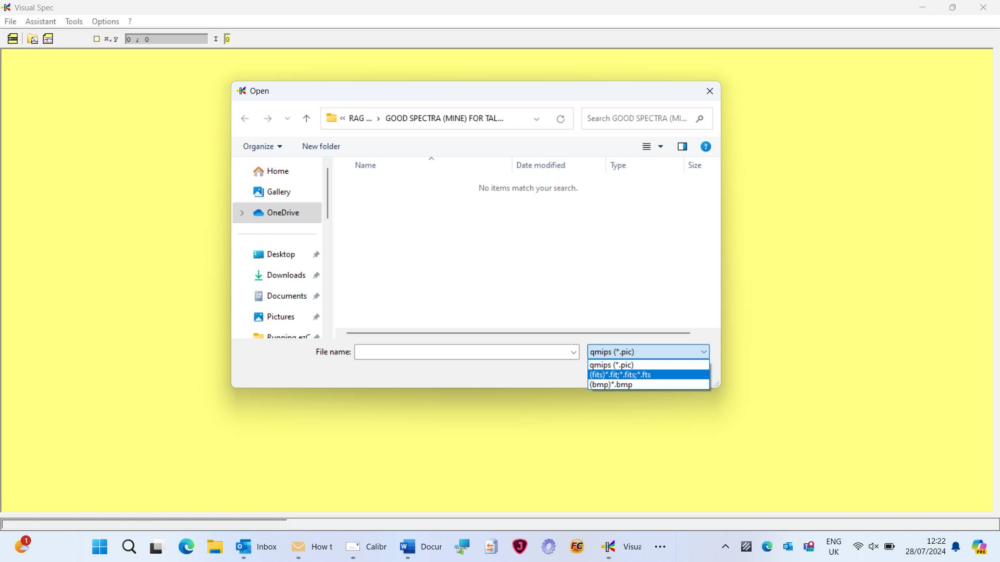 Visual Spec
File Assistant Tools Options ?
x,y 0 ; 0 I 0
Open
« RAG ... › GOOD SPECTRA (MINE) FOR TAL...
Search GOOD SPECTRA (MI...
Organize New folder
?
Name Date modified Type Size
No items match your search.
Home
Gallery
OneDrive
Desktop
Downloads
Documents
Pictures
Running ezC
File name:
qmips (*.pic)
qmips (*.pic)
(fits)*.fit;*.fits;*.fts
(bmp)*.bmp
1
Inbox
How t
Calibr
W
Docur
J
FC
Visua
NEW
ENG
UK
12:22
28/07/2024
PRE